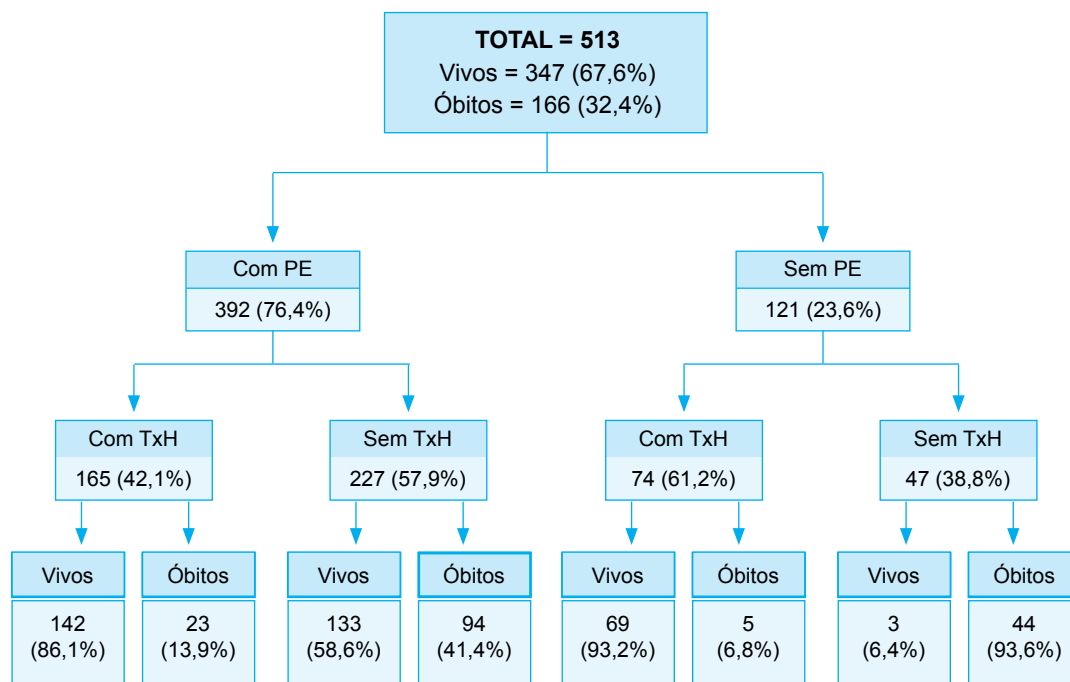 TOTAL = 513
Vivos = 347 (67,6%)
Óbitos = 166 (32,4%)
Com PE
392 (76,4%)
Sem PE
121 (23,6%)
Com TxH
165 (42,1%)
Sem TxH
227 (57,9%)
Com TxH
74 (61,2%)
Sem TxH
47 (38,8%)
Vivos
142
(86,1%)
Óbitos
23
(13,9%)
Vivos
133
(58,6%)
Óbitos
94
(41,4%)
Vivos
69
(93,2%)
Óbitos
5
(6,8%)
Vivos
3
(6,4%)
Óbitos
44
(93,6%)